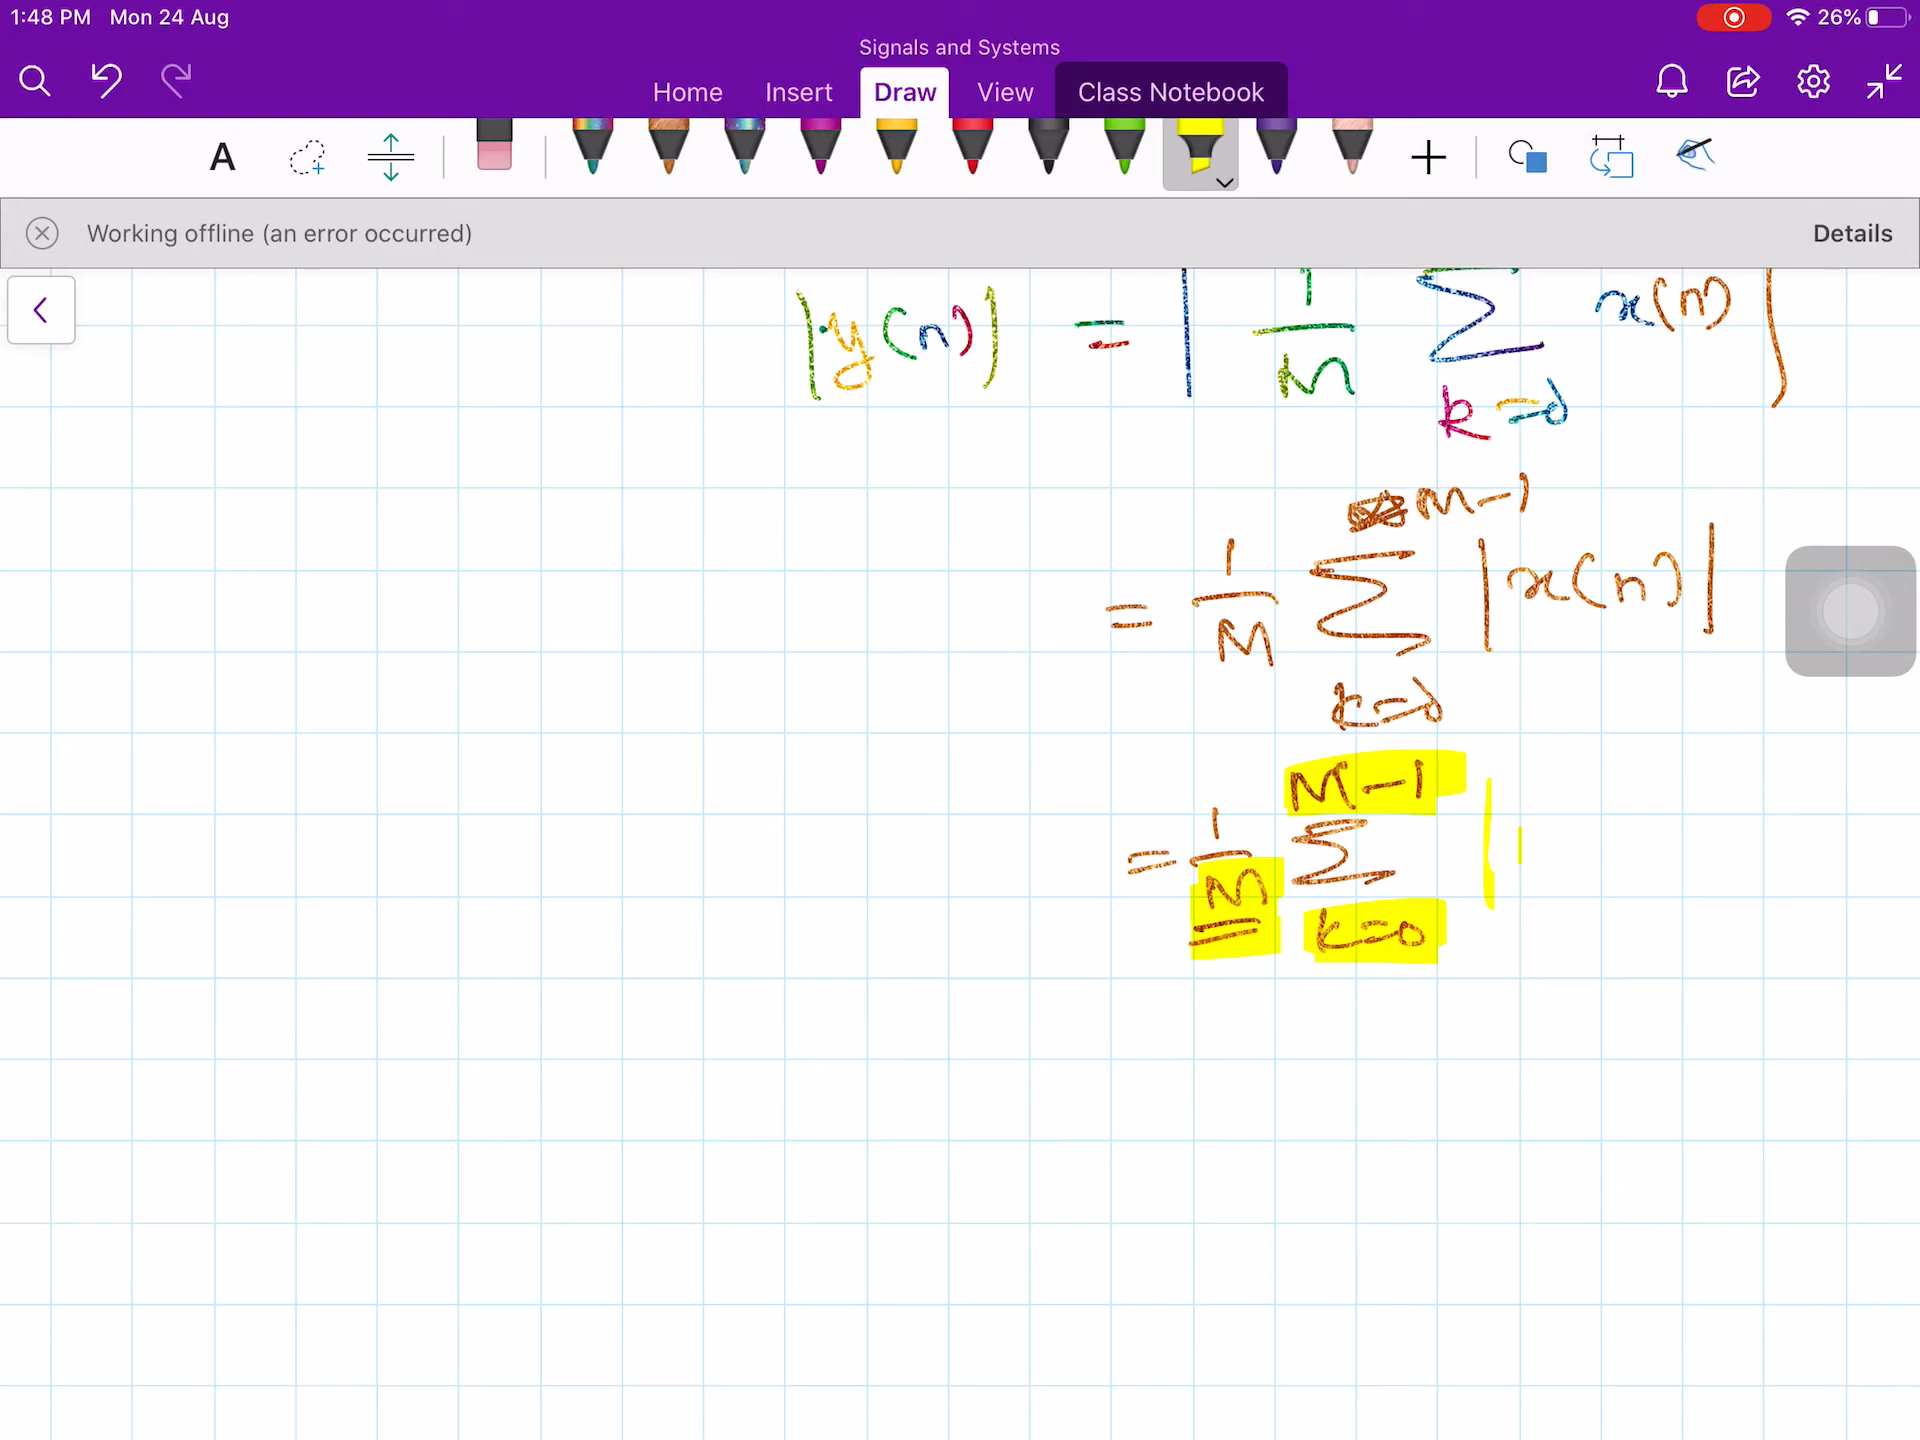 1:48 PM Mon 24 Aug 26%
Signals and Systems
Home Insert Draw View Class Notebook
A
Working offline (an error occurred) Details
|y(n)| = | 1/M Σ x(n) |
k=0
M-1
= 1/M Σ |x(n)|
k=0
M-1
= 1/M Σ |
k=0